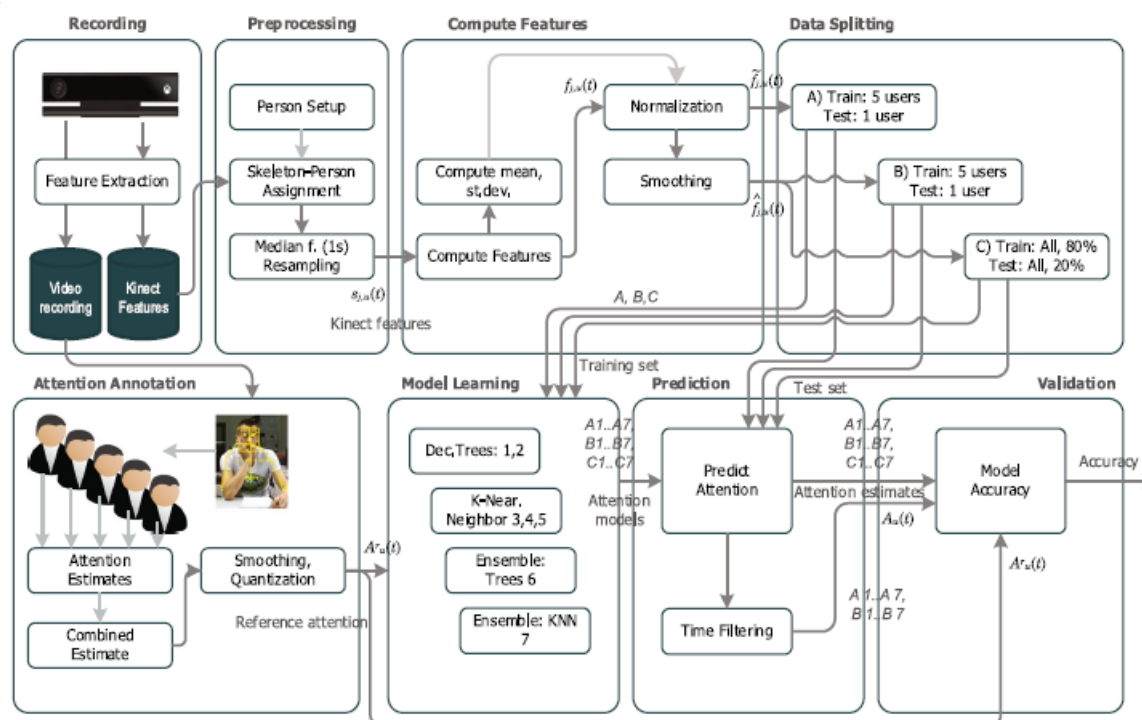 Recording
Preprocessing
Compute Features
Data Splitting
Person Setup
Feature Extraction
Skeleton-Person
Assignment
Median f. (1s)
Resampling
Video
recording
Kinect
Features
s_{j,u}(t)
Kinect features
Compute mean,
st.dev.
Compute Features
f_{j,u}(t)
Normalization
Smoothing
f̃_{j,u}(t)
f̂_{j,u}(t)
A) Train: 5 users
Test: 1 user
B) Train: 5 users
Test: 1 user
C) Train: All, 80%
Test: All, 20%
A, B,C
Training set
Test set
Attention Annotation
Model Learning
Prediction
Validation
Attention
Estimates
Combined
Estimate
Smoothing,
Quantization
Ar_u(t)
Reference attention
Dec.Trees: 1,2
K-Near.
Neighbor 3,4,5
Ensemble:
Trees 6
Ensemble: KNN
7
A1..A7,
B1..B7,
C1..C7
Attention
models
Predict
Attention
Time Filtering
A1..A7,
B1..B7,
C1..C7
Attention estimates
A_u(t)
A 1..A 7,
B 1..B 7
Model
Accuracy
Accuracy
Ar_u(t)